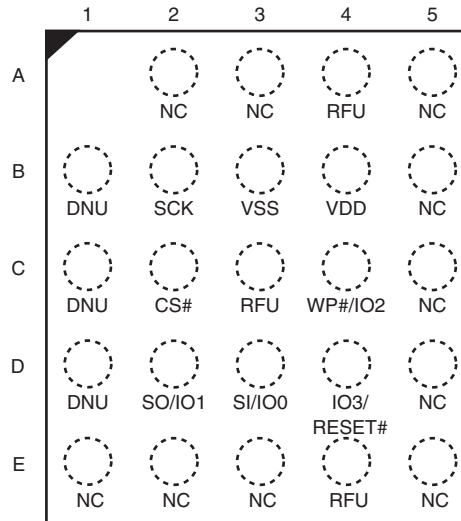 1 2 3 4 5
A
NC NC RFU NC
B
DNU SCK VSS VDD NC
C
DNU CS# RFU WP#/IO2 NC
D
DNU SO/IO1 SI/IO0 IO3/ NC
RESET#
E
NC NC NC RFU NC